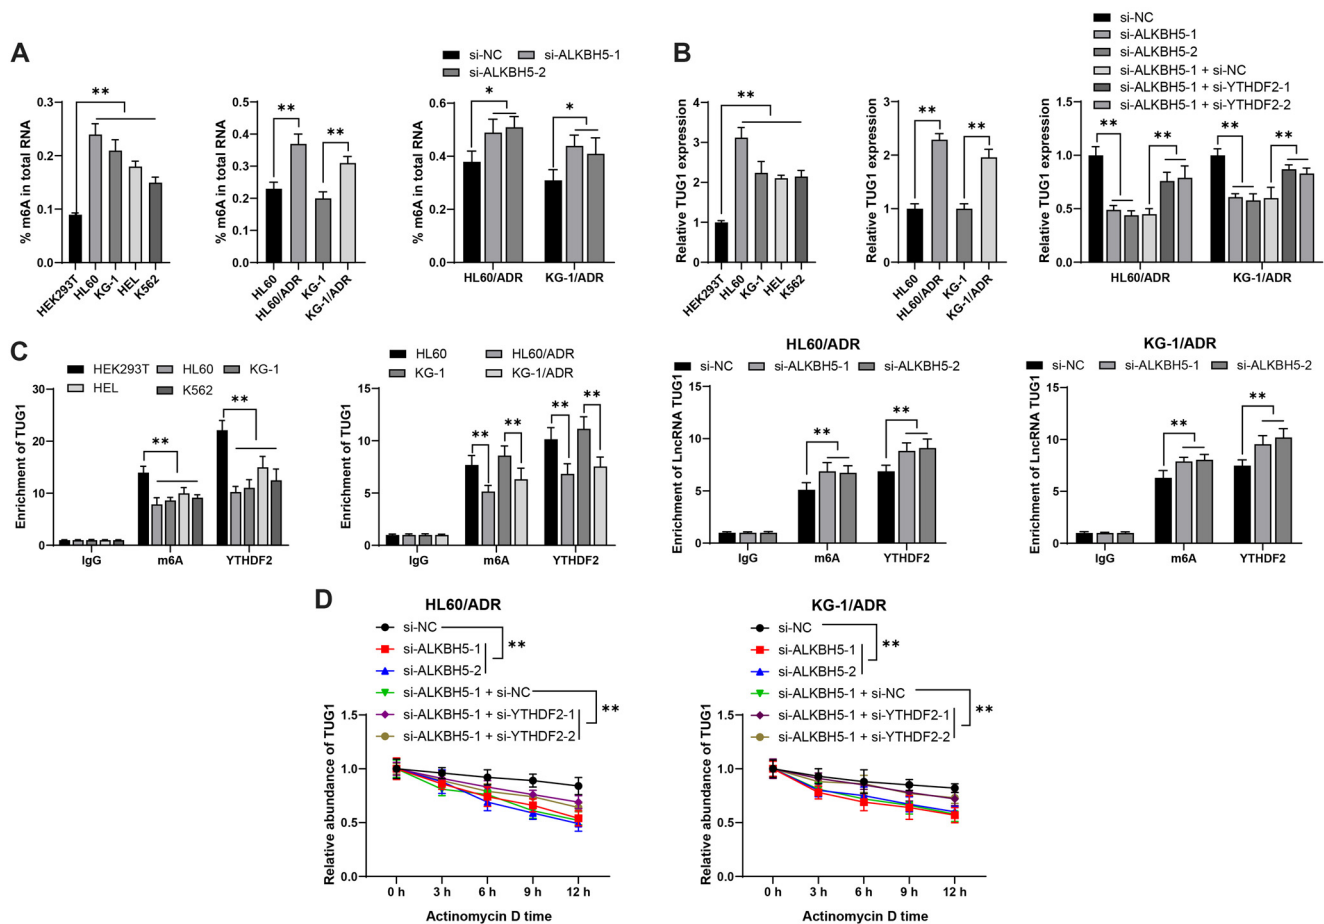 A
% m6A in total RNA
0.3
0.2
0.1
0.0
**
HEK293T
HL60
KG-1
HEL
K562
% m6A in total RNA
0.5
0.4
0.3
0.2
0.1
0.0
**
**
HL60
HL60/ADR
KG-1
KG-1/ADR
si-NC
si-ALKBH5-1
si-ALKBH5-2
% m6A in total RNA
0.6
0.4
0.2
0.0
*
*
HL60/ADR
KG-1/ADR
B
Relative TUG1 expression
4
3
2
1
0
**
HEK293T
HL60
KG-1
HEL
K562
Relative TUG1 expression
3
2
1
0
**
**
HL60
HL60/ADR
KG-1
KG-1/ADR
si-NC
si-ALKBH5-1
si-ALKBH5-2
si-ALKBH5-1 + si-NC
si-ALKBH5-1 + si-YTHDF2-1
si-ALKBH5-1 + si-YTHDF2-2
Relative TUG1 expression
1.5
1.0
0.5
0.0
**
**
**
**
HL60/ADR
KG-1/ADR
C
HEK293T
HL60
KG-1
HEL
K562
Enrichment of TUG1
30
20
10
0
**
**
IgG
m6A
YTHDF2
HL60
HL60/ADR
KG-1
KG-1/ADR
Enrichment of TUG1
15
10
5
0
**
**
**
**
IgG
m6A
YTHDF2
HL60/ADR
si-NC
si-ALKBH5-1
si-ALKBH5-2
Enrichment of LncRNA TUG1
15
10
5
0
**
**
IgG
m6A
YTHDF2
KG-1/ADR
si-NC
si-ALKBH5-1
si-ALKBH5-2
Enrichment of LncRNA TUG1
15
10
5
0
**
**
IgG
m6A
YTHDF2
D
HL60/ADR
si-NC
si-ALKBH5-1
si-ALKBH5-2
si-ALKBH5-1 + si-NC
si-ALKBH5-1 + si-YTHDF2-1
si-ALKBH5-1 + si-YTHDF2-2
**
**
Relative abundance of TUG1
1.5
1.0
0.5
0.0
0 h
3 h
6 h
9 h
12 h
Actinomycin D time
KG-1/ADR
si-NC
si-ALKBH5-1
si-ALKBH5-2
si-ALKBH5-1 + si-NC
si-ALKBH5-1 + si-YTHDF2-1
si-ALKBH5-1 + si-YTHDF2-2
**
**
Relative abundance of TUG1
1.5
1.0
0.5
0.0
0 h
3 h
6 h
9 h
12 h
Actinomycin D time